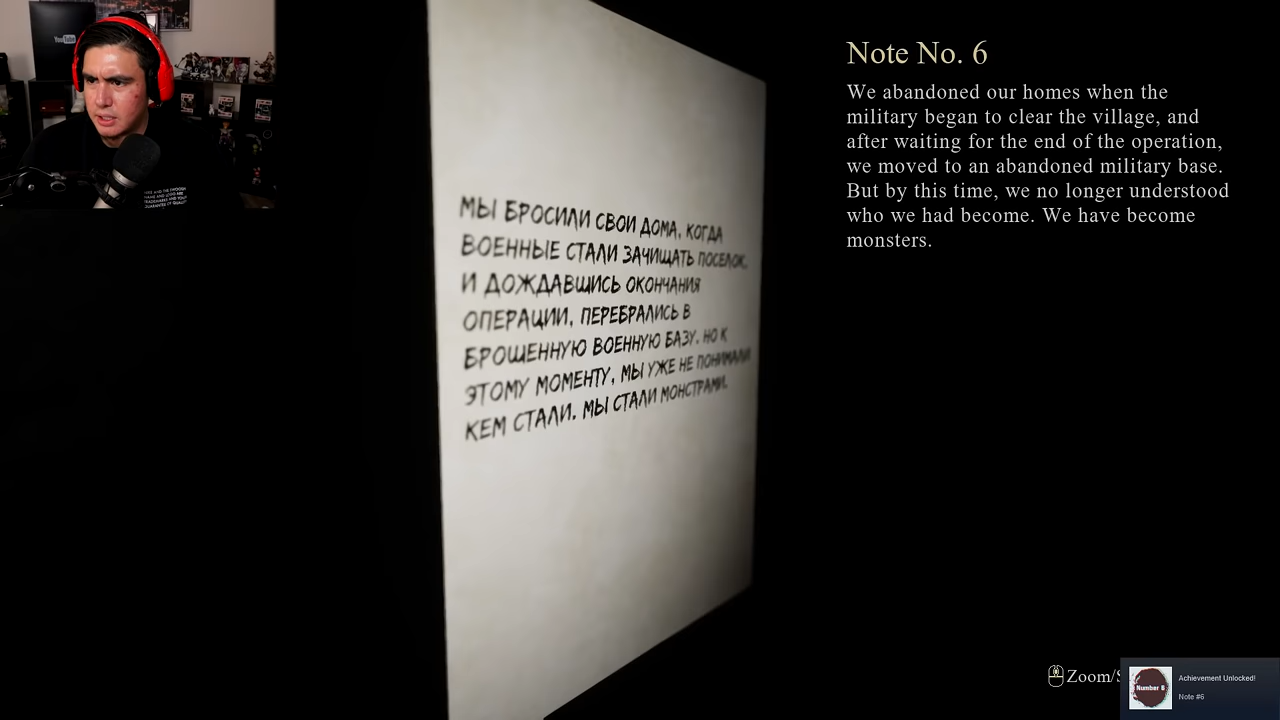 YouTube
Note No. 6
We abandoned our homes when the
military began to clear the village, and
after waiting for the end of the operation,
we moved to an abandoned military base.
But by this time, we no longer understood
who we had become. We have become
monsters.
МЫ БРОСИЛИ СВОИ ДОМА, КОГДА
ВОЕННЫЕ СТАЛИ ЗАЧИЩАТЬ ПОСЕЛОК,
И ДОЖДАВШИСЬ ОКОНЧАНИЯ
ОПЕРАЦИИ, ПЕРЕБРАЛИСЬ В
БРОШЕННУЮ ВОЕННУЮ БАЗУ. НО К
ЭТОМУ МОМЕНТУ, МЫ УЖЕ НЕ ПОНИМАЛИ
КЕМ СТАЛИ. МЫ СТАЛИ МОНСТРАМИ.
Zoom/
Achievement Unlocked!
Note #6
Number 6